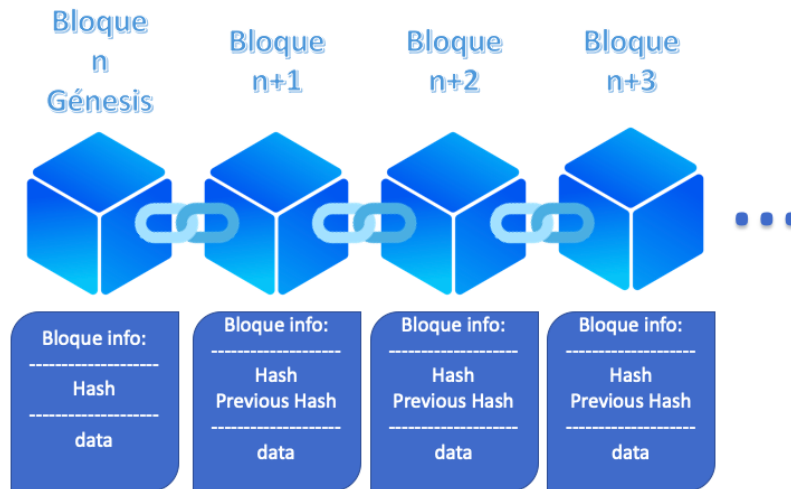 Bloque
n
Génesis
Bloque
n+1
Bloque
n+2
Bloque
n+3
...
Bloque info:
--------------------
Hash
--------------------
data
Bloque info:
--------------------
Hash
Previous Hash
--------------------
data
Bloque info:
--------------------
Hash
Previous Hash
--------------------
data
Bloque info:
--------------------
Hash
Previous Hash
--------------------
data